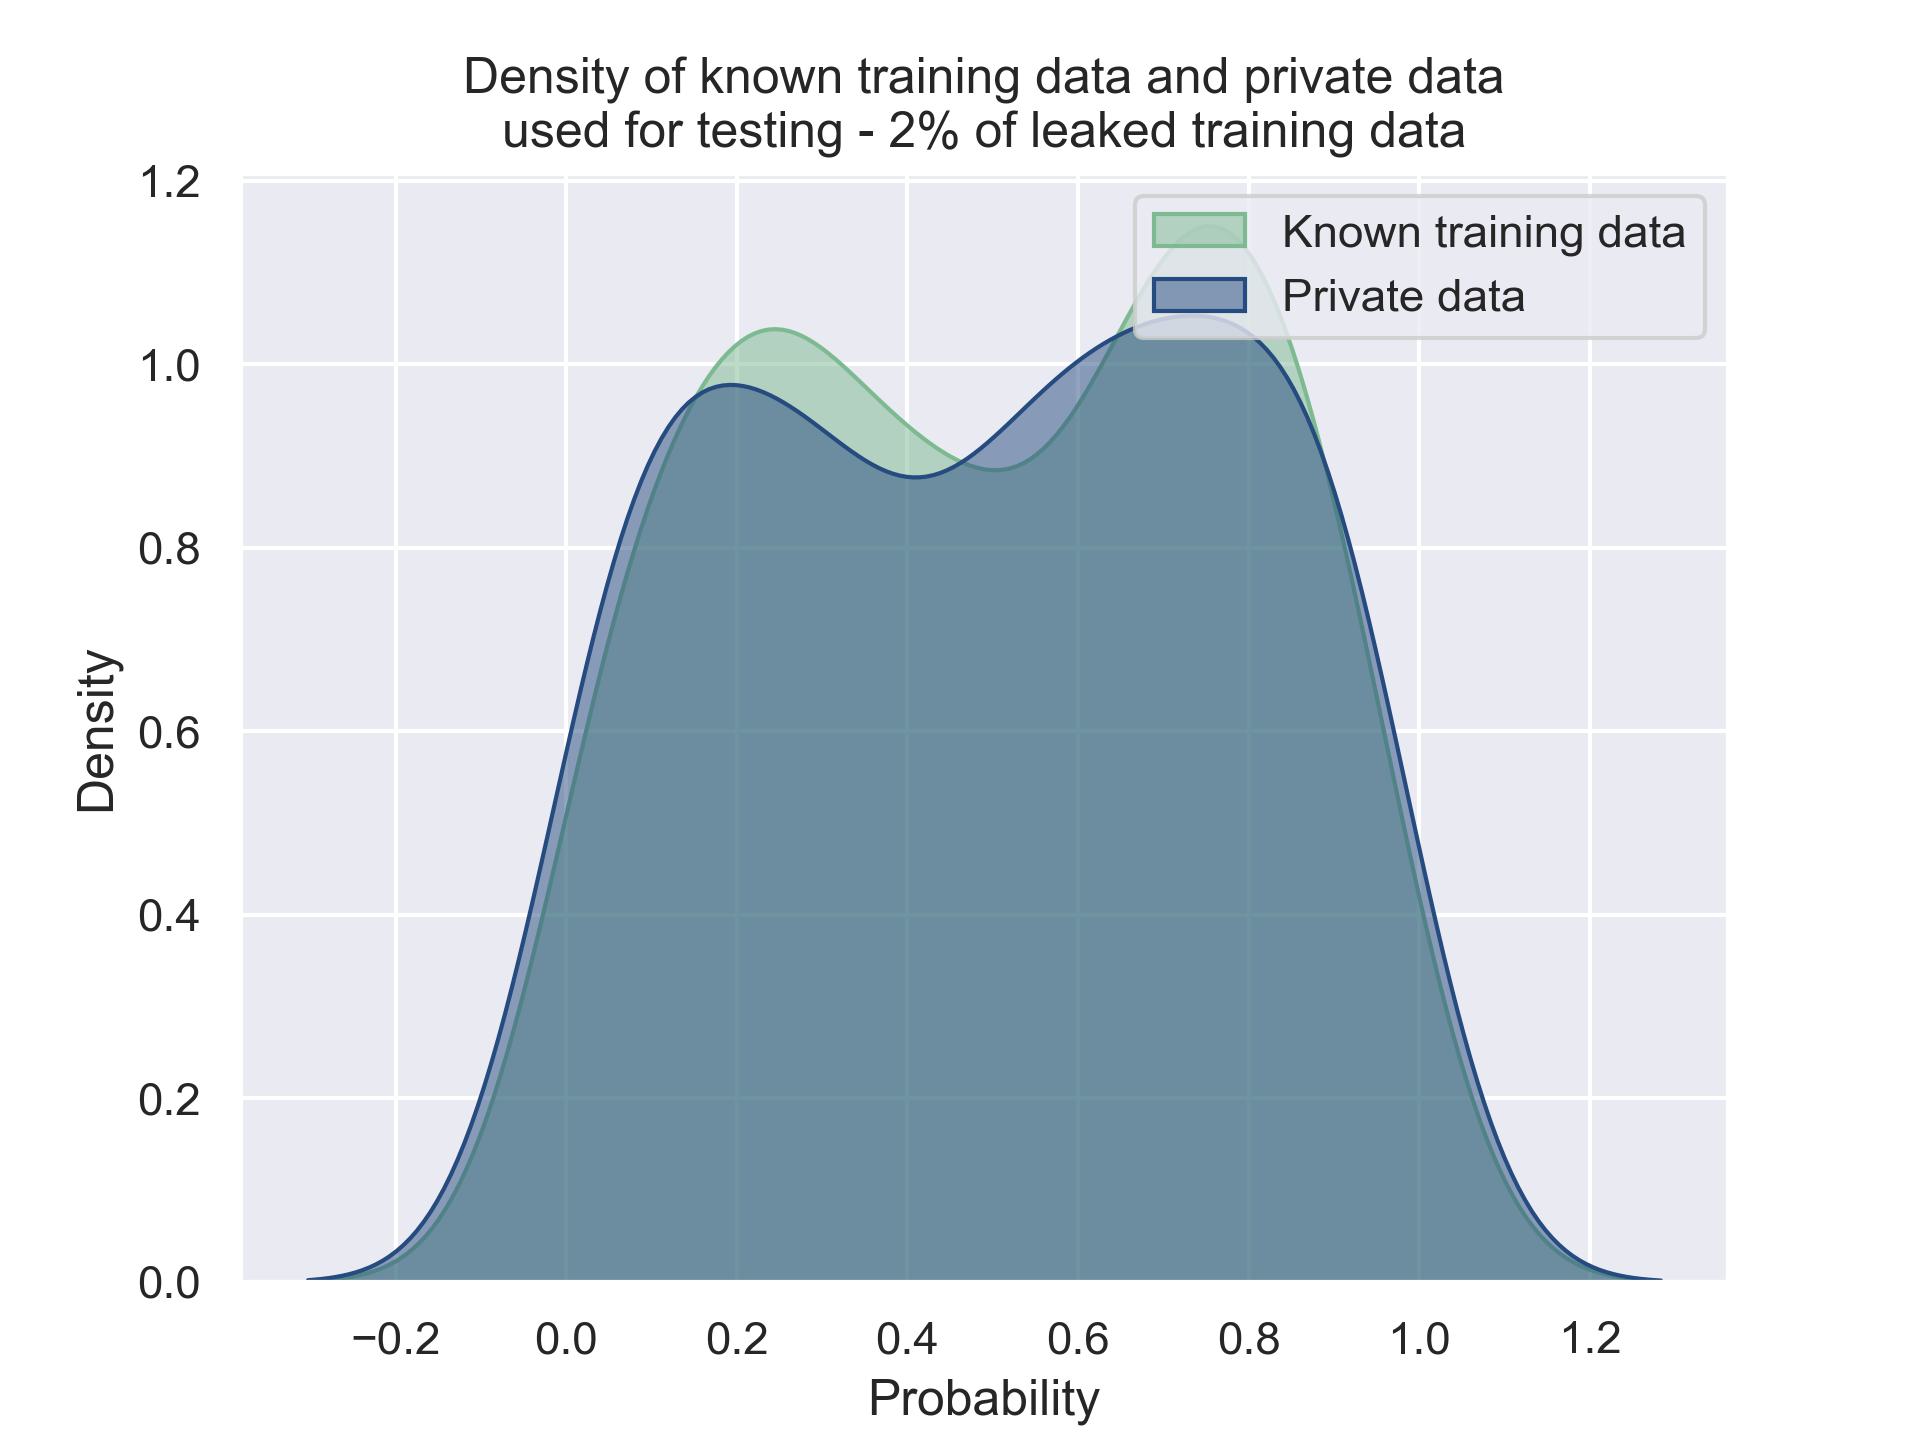 Density of known training data and private data
used for testing - 2% of leaked training data
1.2
1.0
0.8
0.6
0.4
0.2
0.0
Density
Known training data
Private data
−0.2 0.0 0.2 0.4 0.6 0.8 1.0 1.2
Probability